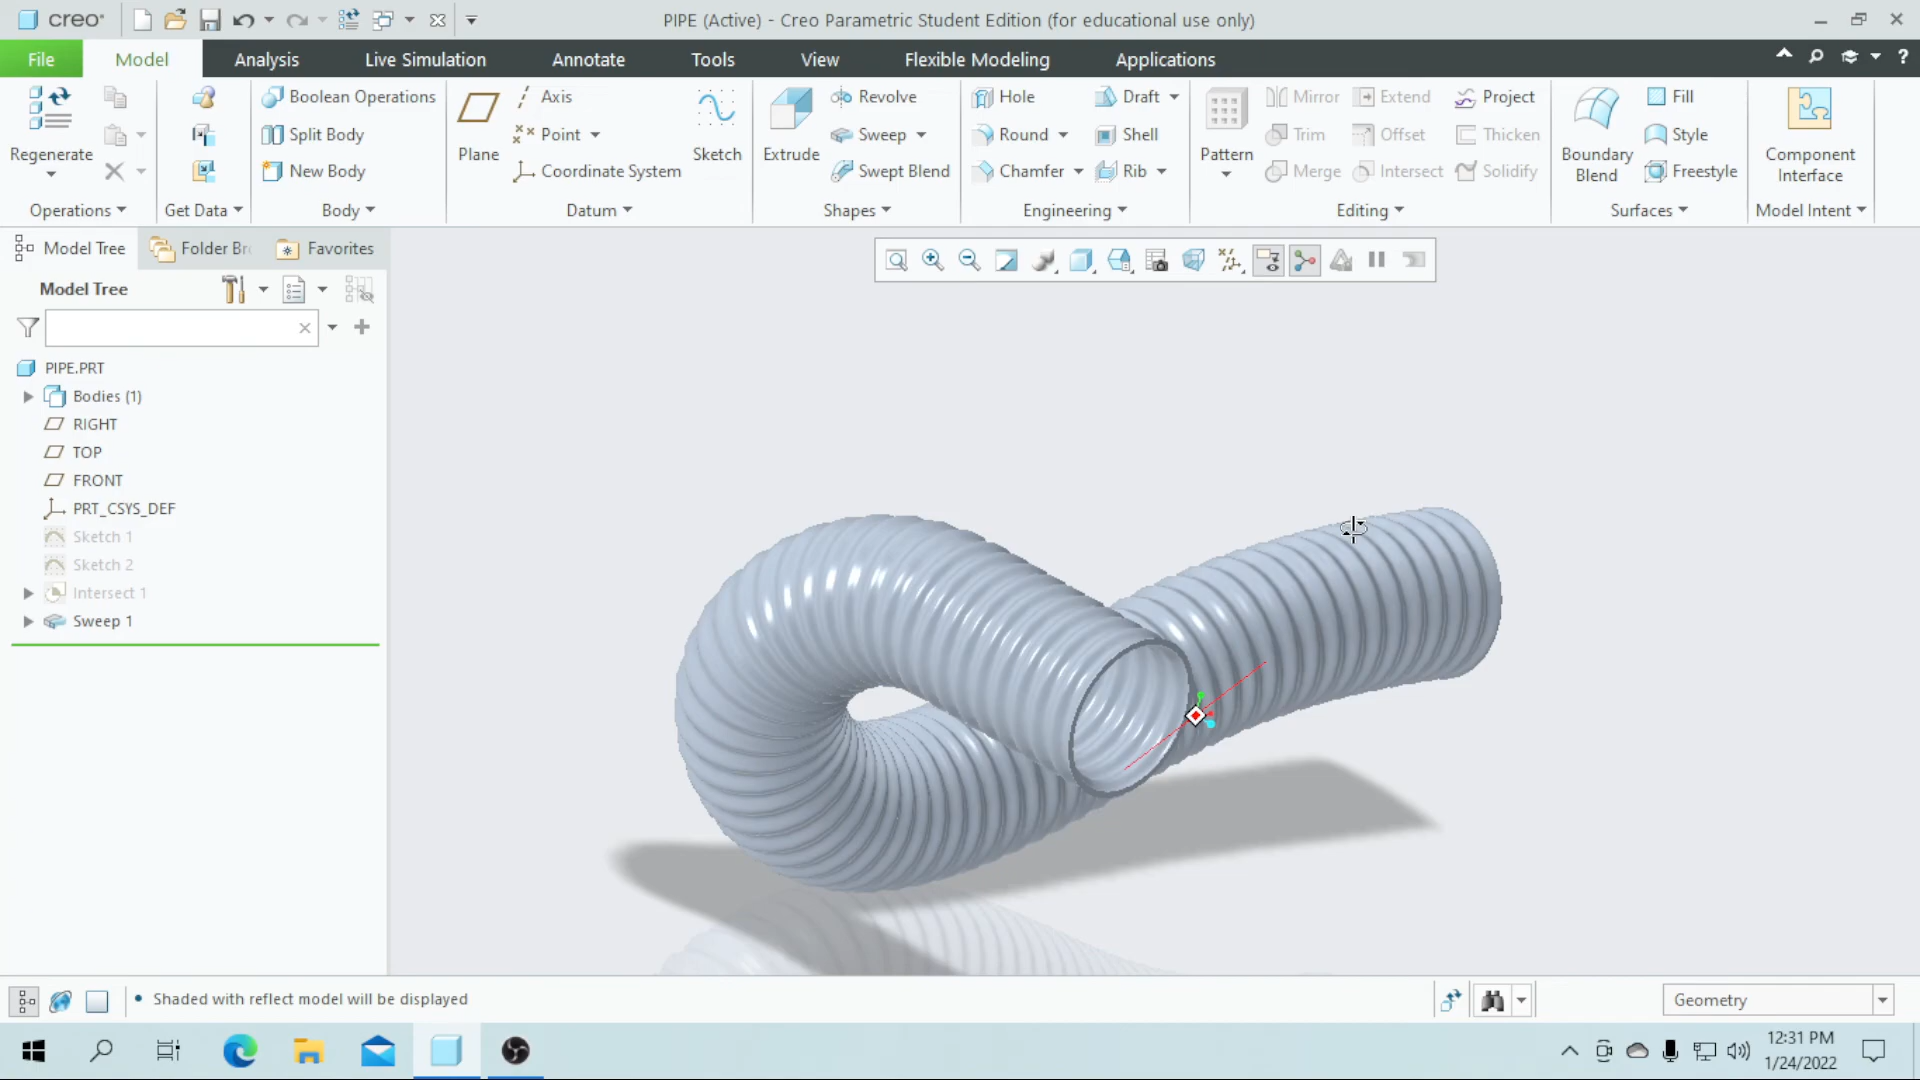 creo
PIPE (Active) - Creo Parametric Student Edition (for educational use only)
File
Model
Analysis
Live Simulation
Annotate
Tools
View
Flexible Modeling
Applications
Regenerate
Operations
Get Data
Boolean Operations
Split Body
New Body
Body
Plane
Axis
Point
Coordinate System
Sketch
Datum
Extrude
Revolve
Sweep
Swept Blend
Shapes
Hole
Round
Chamfer
Draft
Shell
Rib
Engineering
Pattern
Mirror
Trim
Merge
Extend
Offset
Intersect
Project
Thicken
Solidify
Editing
Boundary
Blend
Fill
Style
Freestyle
Surfaces
Component
Interface
Model Intent
Model Tree
Folder Br
Favorites
Model Tree
PIPE.PRT
Bodies (1)
RIGHT
TOP
FRONT
PRT_CSYS_DEF
Sketch 1
Sketch 2
Intersect 1
Sweep 1
• Shaded with reflect model will be displayed
Geometry
12:31 PM
1/24/2022